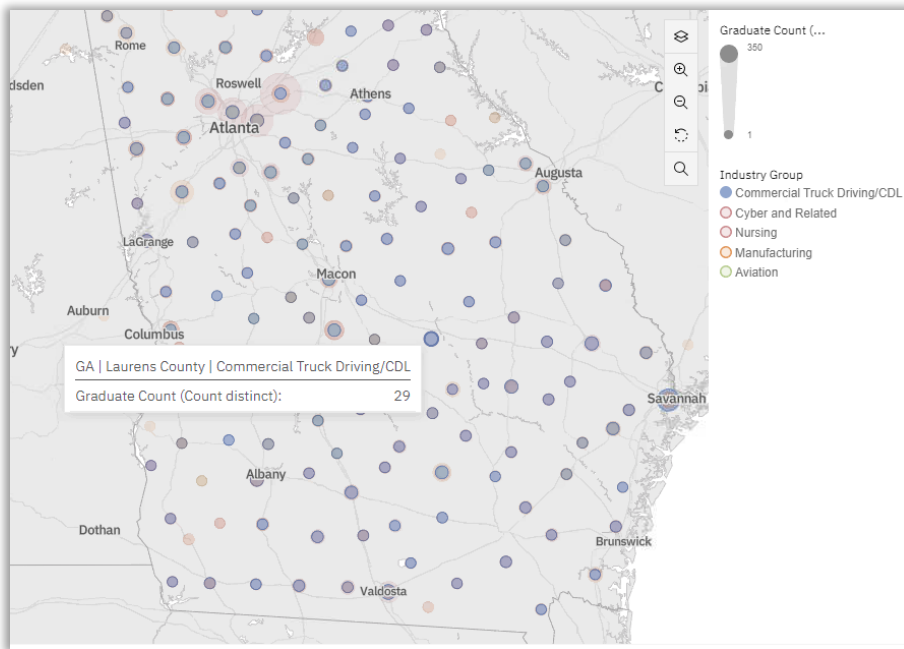 Rome
dsden
Roswell
Athens
Atlanta
Augusta
LaGrange
Macon
Auburn
Columbus
GA | Laurens County | Commercial Truck Driving/CDL
Graduate Count (Count distinct): 29
Savannah
Albany
Dothan
Brunswick
Valdosta
Graduate Count (...
350
1
Industry Group
Commercial Truck Driving/CDL
Cyber and Related
Nursing
Manufacturing
Aviation